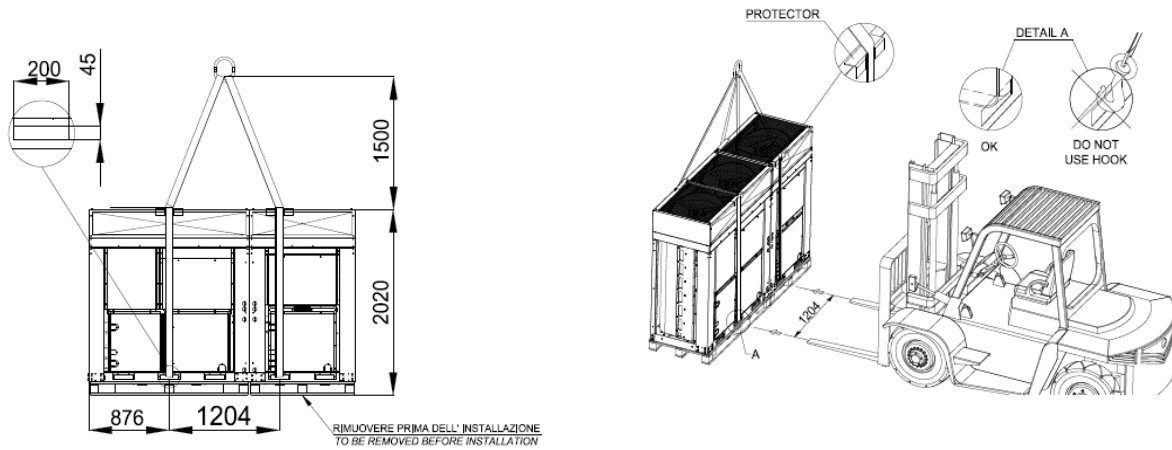 200
45
1500
2020
876
1204
RIMUOVERE PRIMA DELL' INSTALLAZIONE
TO BE REMOVED BEFORE INSTALLATION
PROTECTOR
DETAIL A
OK
DO NOT
USE HOOK
1204
A